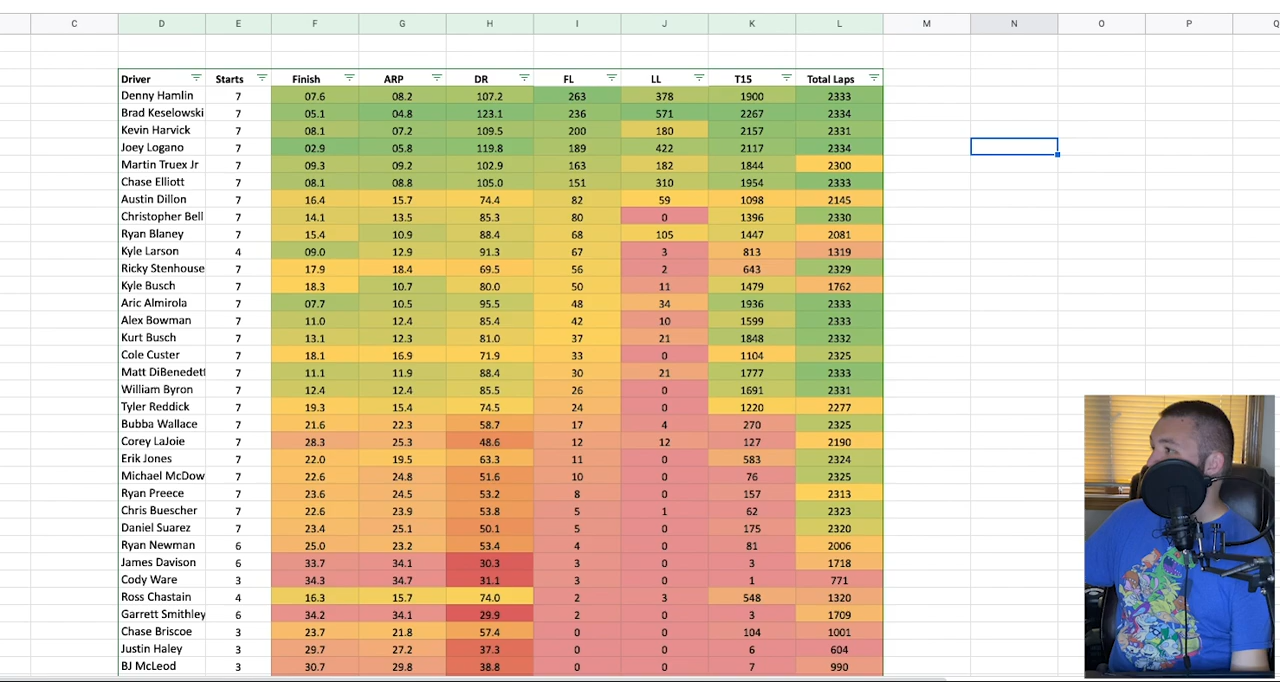 C D E F G H I J K L M N O P Q
Driver Starts Finish ARP DR FL LL T15 Total Laps
Denny Hamlin 7 07.6 08.2 107.2 263 378 1900 2333
Brad Keselowski 7 05.1 04.8 123.1 236 571 2267 2334
Kevin Harvick 7 08.1 07.2 109.5 200 180 2157 2331
Joey Logano 7 02.9 05.8 119.8 189 422 2117 2334
Martin Truex Jr 7 09.3 09.2 102.9 163 182 1844 2300
Chase Elliott 7 08.1 08.8 105.0 151 310 1954 2333
Austin Dillon 7 16.4 15.7 74.4 82 59 1098 2145
Christopher Bell 7 14.1 13.5 85.3 80 0 1396 2330
Ryan Blaney 7 15.4 10.9 88.4 68 105 1447 2081
Kyle Larson 4 09.0 12.9 91.3 67 3 813 1319
Ricky Stenhouse 7 17.9 18.4 69.5 56 2 643 2329
Kyle Busch 7 18.3 10.7 80.0 50 11 1479 1762
Aric Almirola 7 07.7 10.5 95.5 48 34 1936 2333
Alex Bowman 7 11.0 12.4 85.4 42 10 1599 2333
Kurt Busch 7 13.1 12.3 81.0 37 21 1848 2332
Cole Custer 7 18.1 16.9 71.9 33 0 1104 2325
Matt DiBenedett 7 11.1 11.9 88.4 30 21 1777 2333
William Byron 7 12.4 12.4 85.5 26 0 1691 2331
Tyler Reddick 7 19.3 15.4 74.5 24 0 1220 2277
Bubba Wallace 7 21.6 22.3 58.7 17 4 270 2325
Corey LaJoie 7 28.3 25.3 48.6 12 12 127 2190
Erik Jones 7 22.0 19.5 63.3 11 0 583 2324
Michael McDow 7 22.6 24.8 51.6 10 0 76 2325
Ryan Preece 7 23.6 24.5 53.2 8 0 157 2313
Chris Buescher 7 22.6 23.9 53.8 5 1 62 2323
Daniel Suarez 7 23.4 25.1 50.1 5 0 175 2320
Ryan Newman 6 25.0 23.2 53.4 4 0 81 2006
James Davison 6 33.7 34.1 30.3 3 0 3 1718
Cody Ware 3 34.3 34.7 31.1 3 0 1 771
Ross Chastain 4 16.3 15.7 74.0 2 3 548 1320
Garrett Smithley 6 34.2 34.1 29.9 2 0 3 1709
Chase Briscoe 3 23.7 21.8 57.4 0 0 104 1001
Justin Haley 3 29.7 27.2 37.3 0 0 6 604
BJ McLeod 3 30.7 29.8 38.8 0 0 7 990